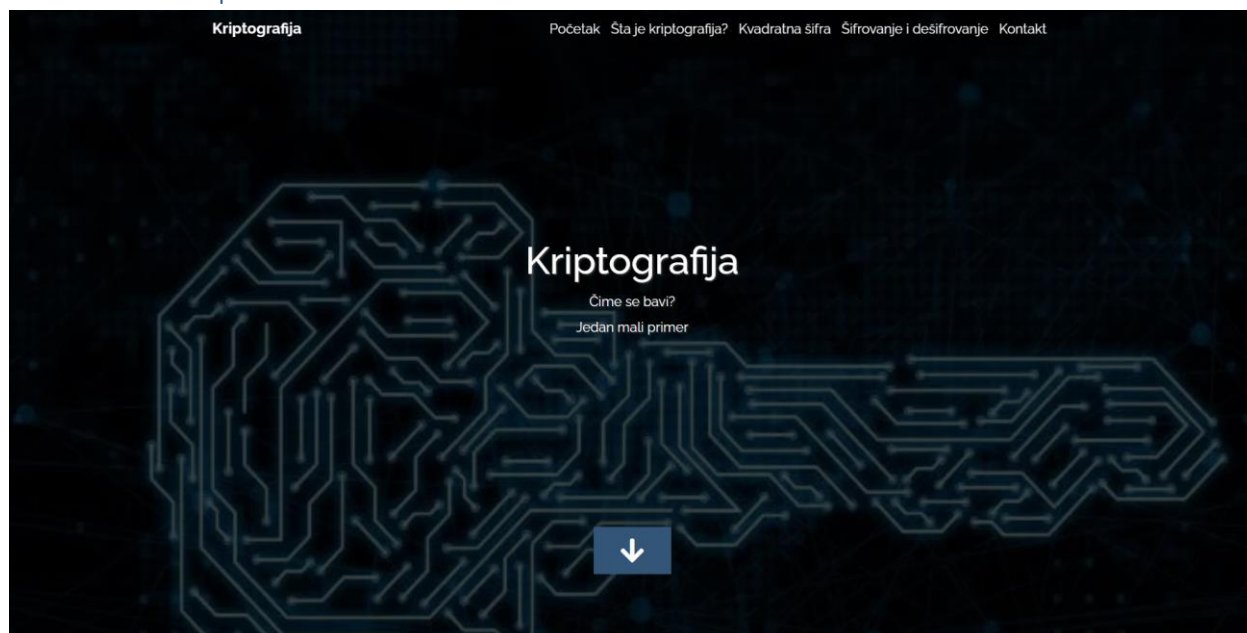 Kriptografija
Početak Šta je kriptografija? Kvadratna šifra Šifrovanje i dešifrovanje Kontakt
Kriptografija
Čime se bavi?
Jedan mali primer